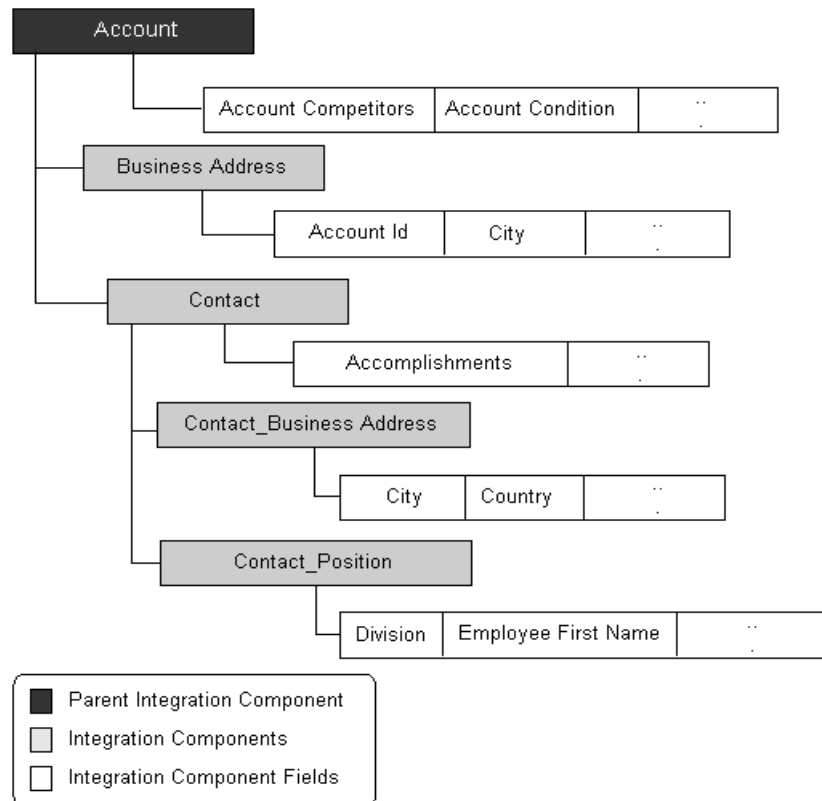 Account
Account Competitors Account Condition ...
Business Address
Account Id City ...
Contact
Accomplishments ...
Contact_Business Address
City Country ...
Contact_Position
Division Employee First Name ...
Parent Integration Component
Integration Components
Integration Component Fields